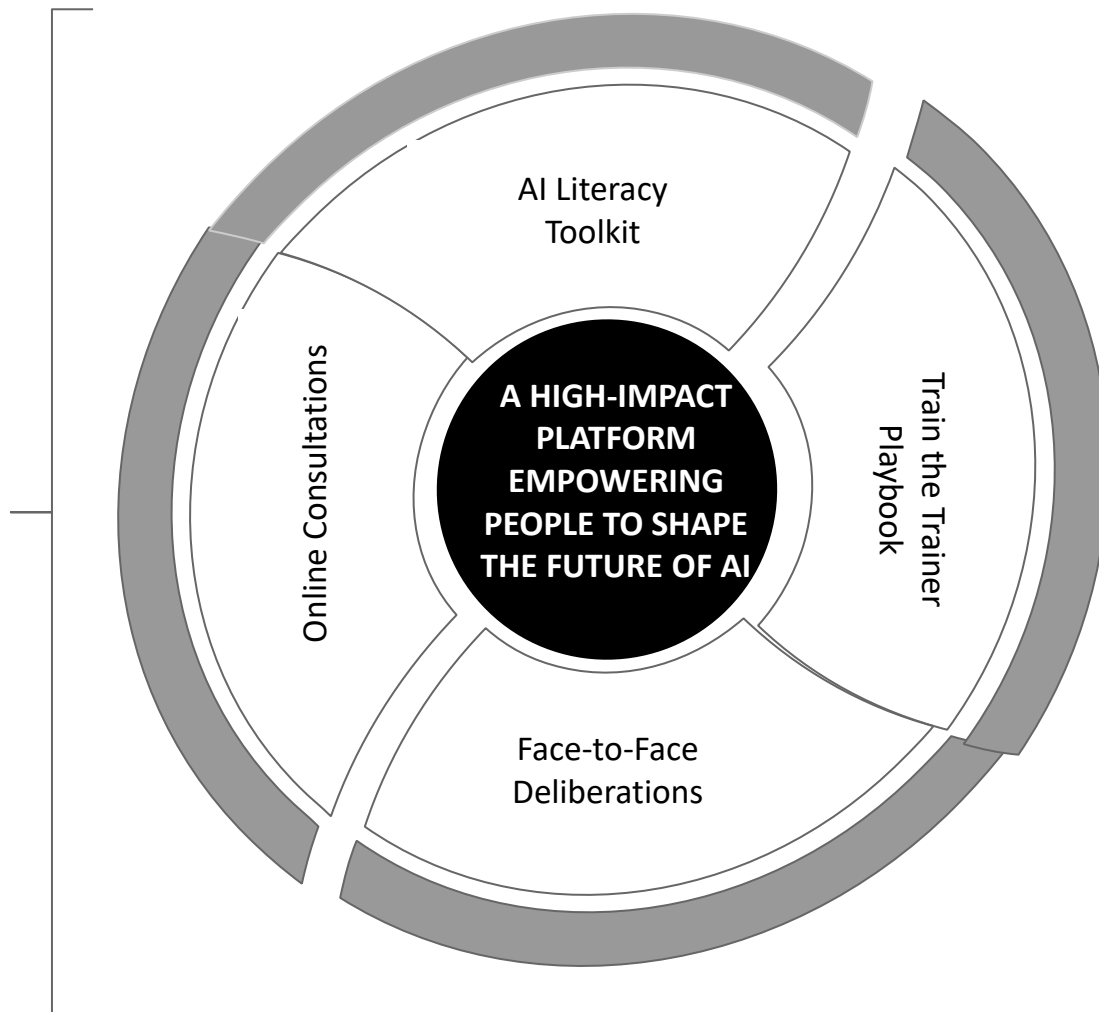 AI Literacy
Toolkit
Online Consultations
A HIGH-IMPACT
PLATFORM
EMPOWERING
PEOPLE TO SHAPE
THE FUTURE OF AI
Train the Trainer
Playbook
Face-to-Face
Deliberations